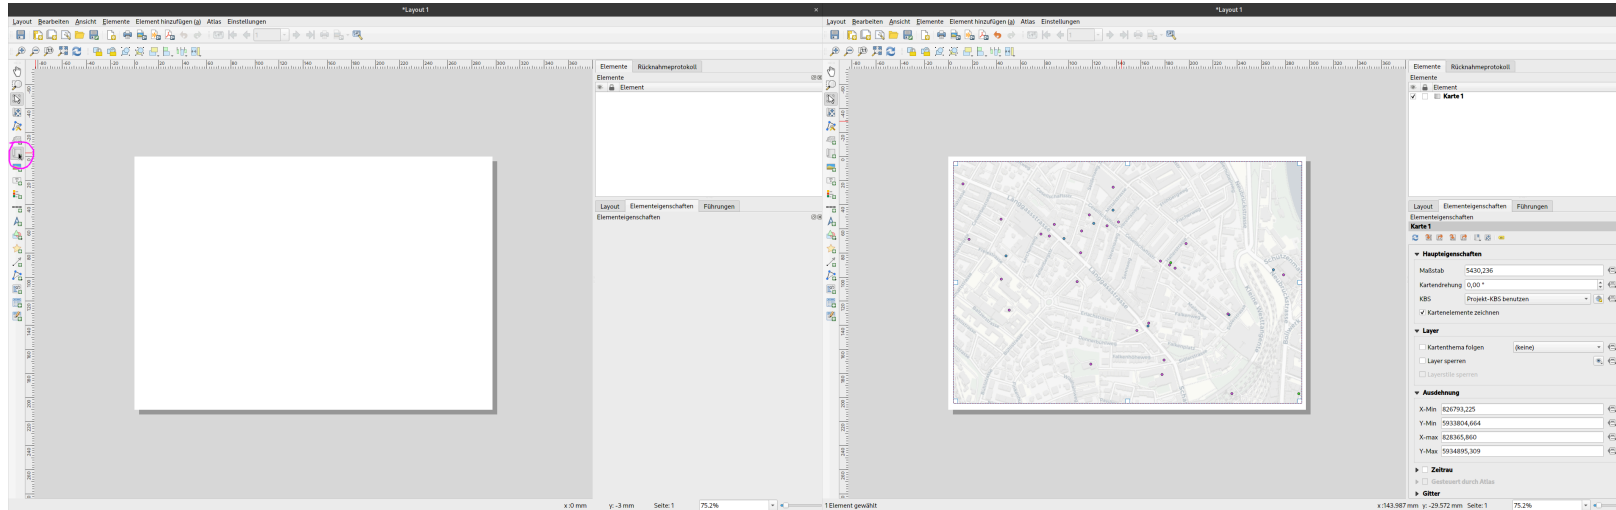 *Layout 1
Layout Bearbeiten Ansicht Elemente Element hinzufügen (a) Atlas Einstellungen
Elemente Rücknahmeprotokoll
Elemente
Element
Layout Elementeigenschaften Führungen
Elementeigenschaften
x :0 mm y: -3 mm Seite: 1 75.2%
*Layout 1
Layout Bearbeiten Ansicht Elemente Element hinzufügen (a) Atlas Einstellungen
Elemente Rücknahmeprotokoll
Elemente
Element
Karte 1
Layout Elementeigenschaften Führungen
Elementeigenschaften
Karte 1
Haupteigenschaften
Maßstab 5430,236
Kartendrehung 0,00 °
KBS Projekt-KBS benutzen
Kartenelemente zeichnen
Layer
Kartenthema folgen (keine)
Layer sperren
Layerstile sperren
Ausdehnung
X-Min 826793,225
Y-Min 5933804,664
X-max 828365,860
Y-Max 5934895,309
Zeitrau
Gesteuert durch Atlas
Gitter
1 Element gewählt x :143.987 mm y: -29.572 mm Seite: 1 75.2%